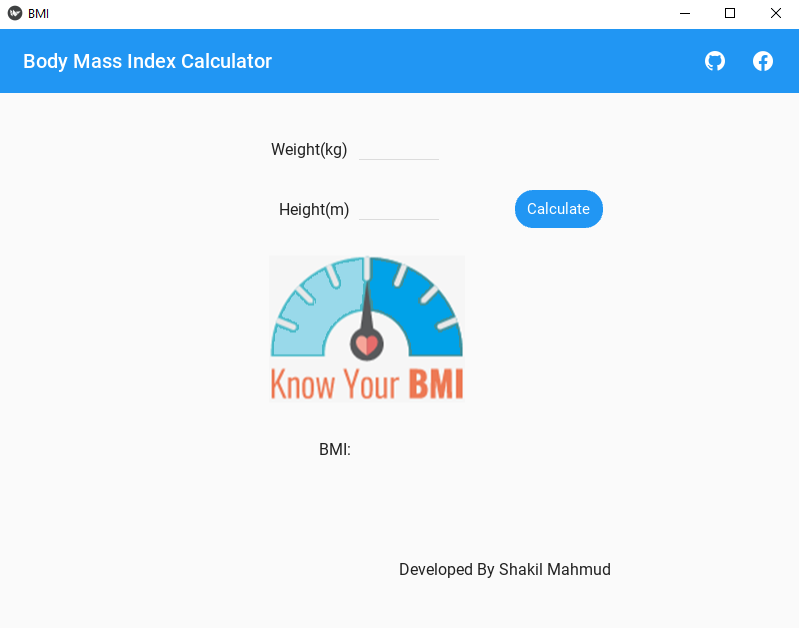 BMI
Body Mass Index Calculator
Weight(kg)
Height(m)
Calculate
Know Your BMI
BMI:
Developed By Shakil Mahmud